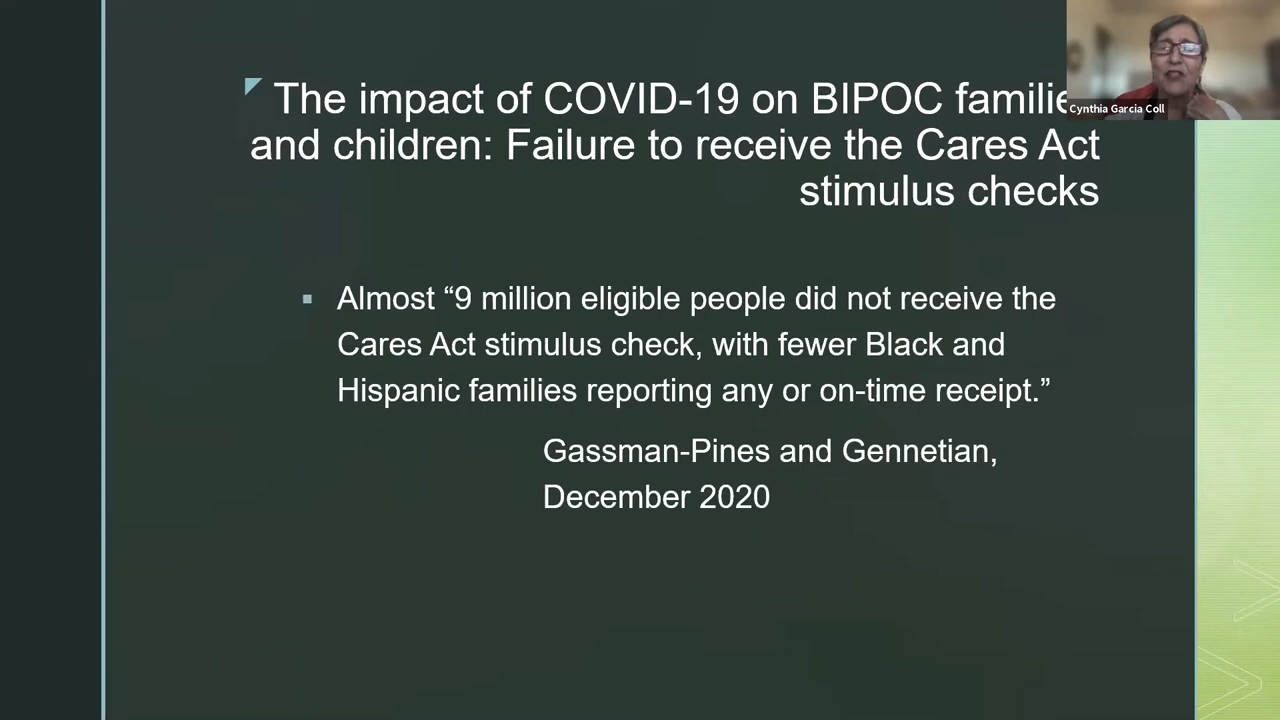 The impact of COVID-19 on BIPOC familie
and children: Failure to receive the Cares Act
stimulus checks
Cynthia Garcia Coll
▪ Almost “9 million eligible people did not receive the
Cares Act stimulus check, with fewer Black and
Hispanic families reporting any or on-time receipt.”
Gassman-Pines and Gennetian,
December 2020